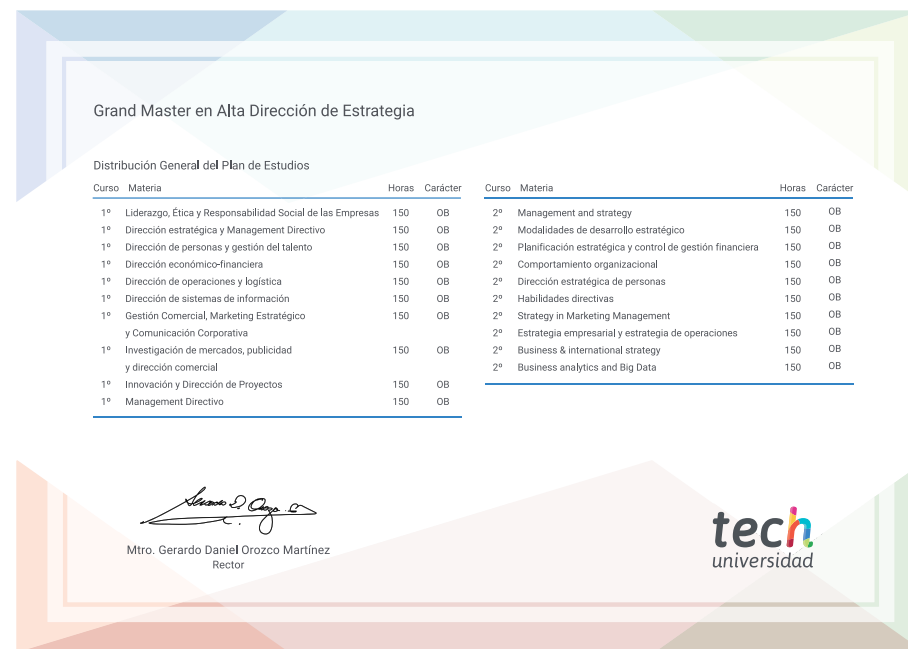 Grand Master en Alta Dirección de Estrategia
Distribución General del Plan de Estudios
Curso Materia Horas Carácter
1º Liderazgo, Ética y Responsabilidad Social de las Empresas 150 OB
1º Dirección estratégica y Management Directivo 150 OB
1º Dirección de personas y gestión del talento 150 OB
1º Dirección económico-financiera 150 OB
1º Dirección de operaciones y logística 150 OB
1º Dirección de sistemas de información 150 OB
1º Gestión Comercial, Marketing Estratégico 150 OB
y Comunicación Corporativa
1º Investigación de mercados, publicidad 150 OB
y dirección comercial
1º Innovación y Dirección de Proyectos 150 OB
1º Management Directivo 150 OB
Curso Materia Horas Carácter
2º Management and strategy 150 OB
2º Modalidades de desarrollo estratégico 150 OB
2º Planificación estratégica y control de gestión financiera 150 OB
2º Comportamiento organizacional 150 OB
2º Dirección estratégica de personas 150 OB
2º Habilidades directivas 150 OB
2º Strategy in Marketing Management 150 OB
2º Estrategia empresarial y estrategia de operaciones 150 OB
2º Business & international strategy 150 OB
2º Business analytics and Big Data 150 OB
Mtro. Gerardo Daniel Orozco Martínez
Rector
tech
universidad